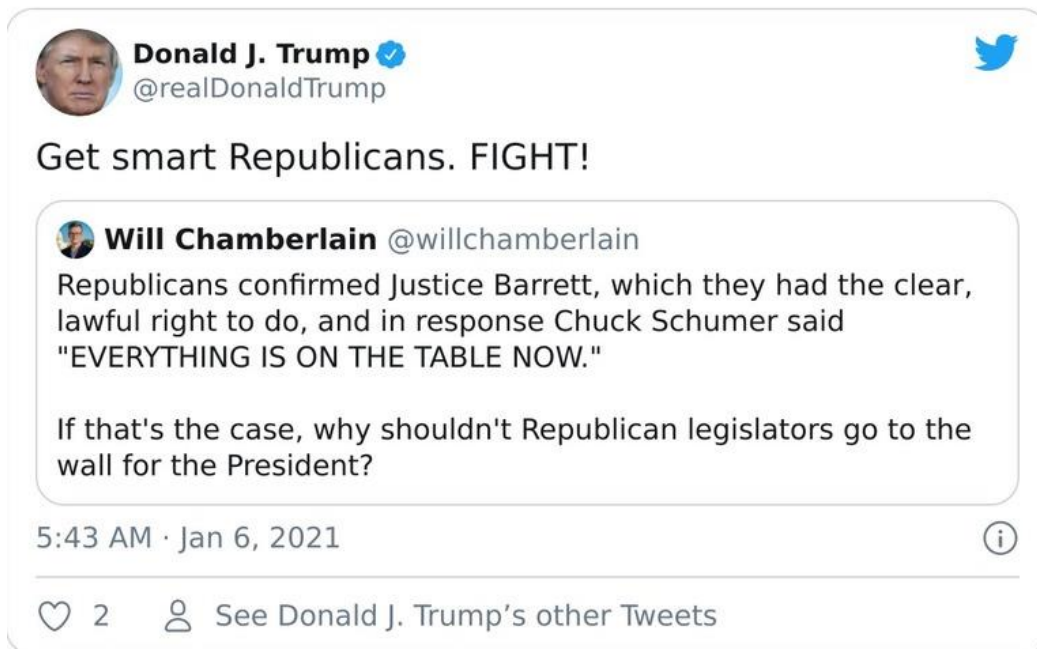 Donald J. Trump
@realDonaldTrump
Get smart Republicans. FIGHT!
Will Chamberlain @willchamberlain
Republicans confirmed Justice Barrett, which they had the clear,
lawful right to do, and in response Chuck Schumer said
"EVERYTHING IS ON THE TABLE NOW."
If that's the case, why shouldn't Republican legislators go to the
wall for the President?
5:43 AM · Jan 6, 2021
2 See Donald J. Trump’s other Tweets